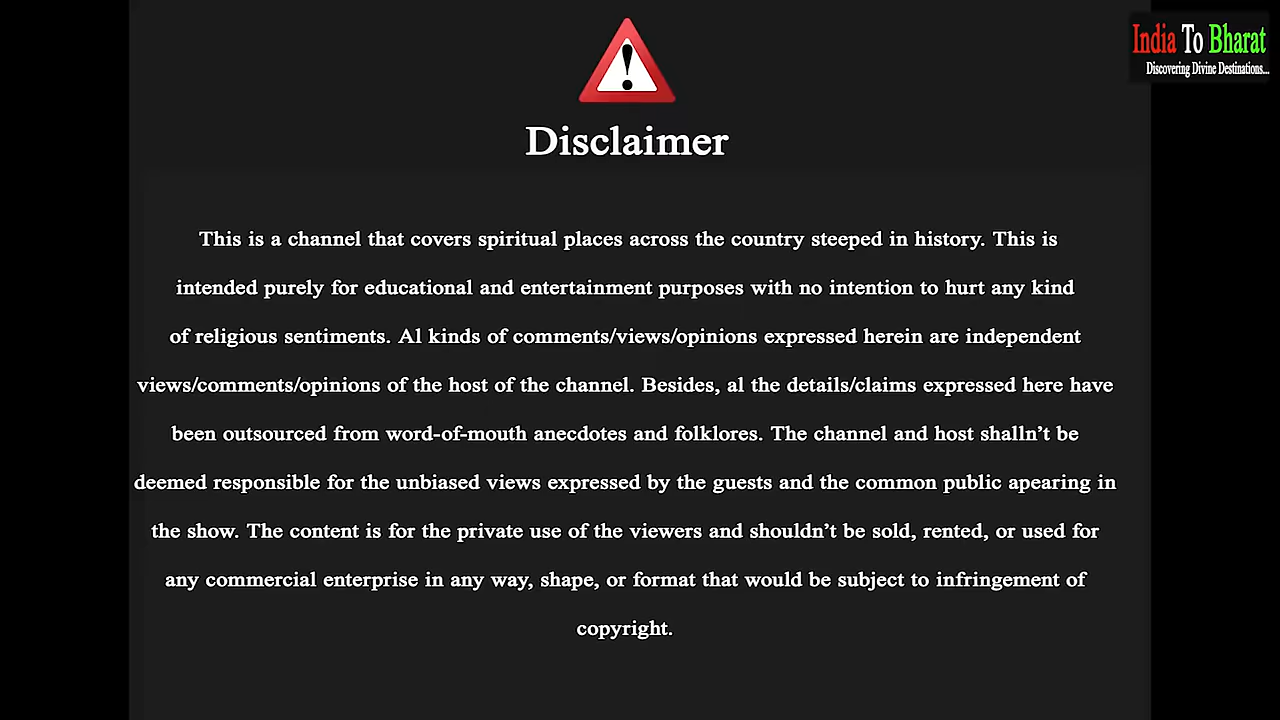 India To Bharat
Discovering Divine Destinations...
!
Disclaimer
This is a channel that covers spiritual places across the country steeped in history. This is
intended purely for educational and entertainment purposes with no intention to hurt any kind
of religious sentiments. Al kinds of comments/views/opinions expressed herein are independent
views/comments/opinions of the host of the channel. Besides, al the details/claims expressed here have
been outsourced from word-of-mouth anecdotes and folklores. The channel and host shalln't be
deemed responsible for the unbiased views expressed by the guests and the common public apearing in
the show. The content is for the private use of the viewers and shouldn't be sold, rented, or used for
any commercial enterprise in any way, shape, or format that would be subject to infringement of
copyright.